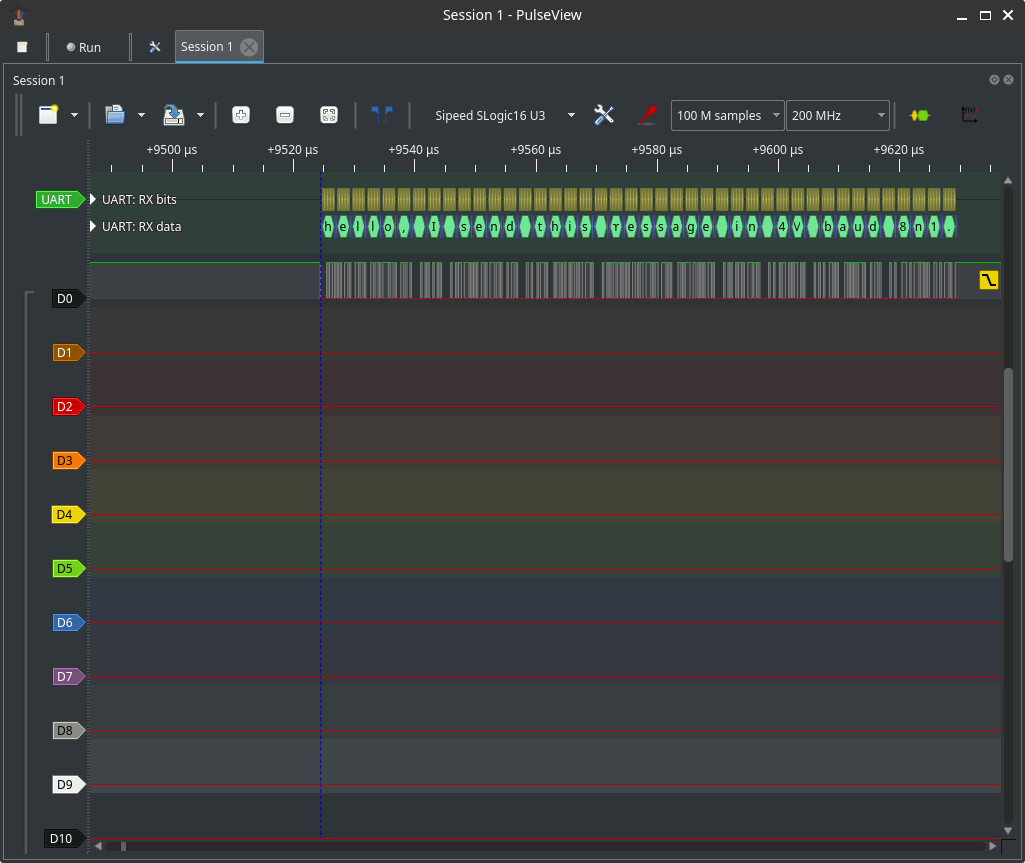 Session 1 - PulseView
Run
Session 1
Session 1
Sipeed SLogic16 U3
100 M samples
200 MHz
+9500 µs
+9520 µs
+9540 µs
+9560 µs
+9580 µs
+9600 µs
+9620 µs
UART
UART: RX bits
UART: RX data
hello, I send this message in 4V baud 8n1.
D0
D1
D2
D3
D4
D5
D6
D7
D8
D9
D10